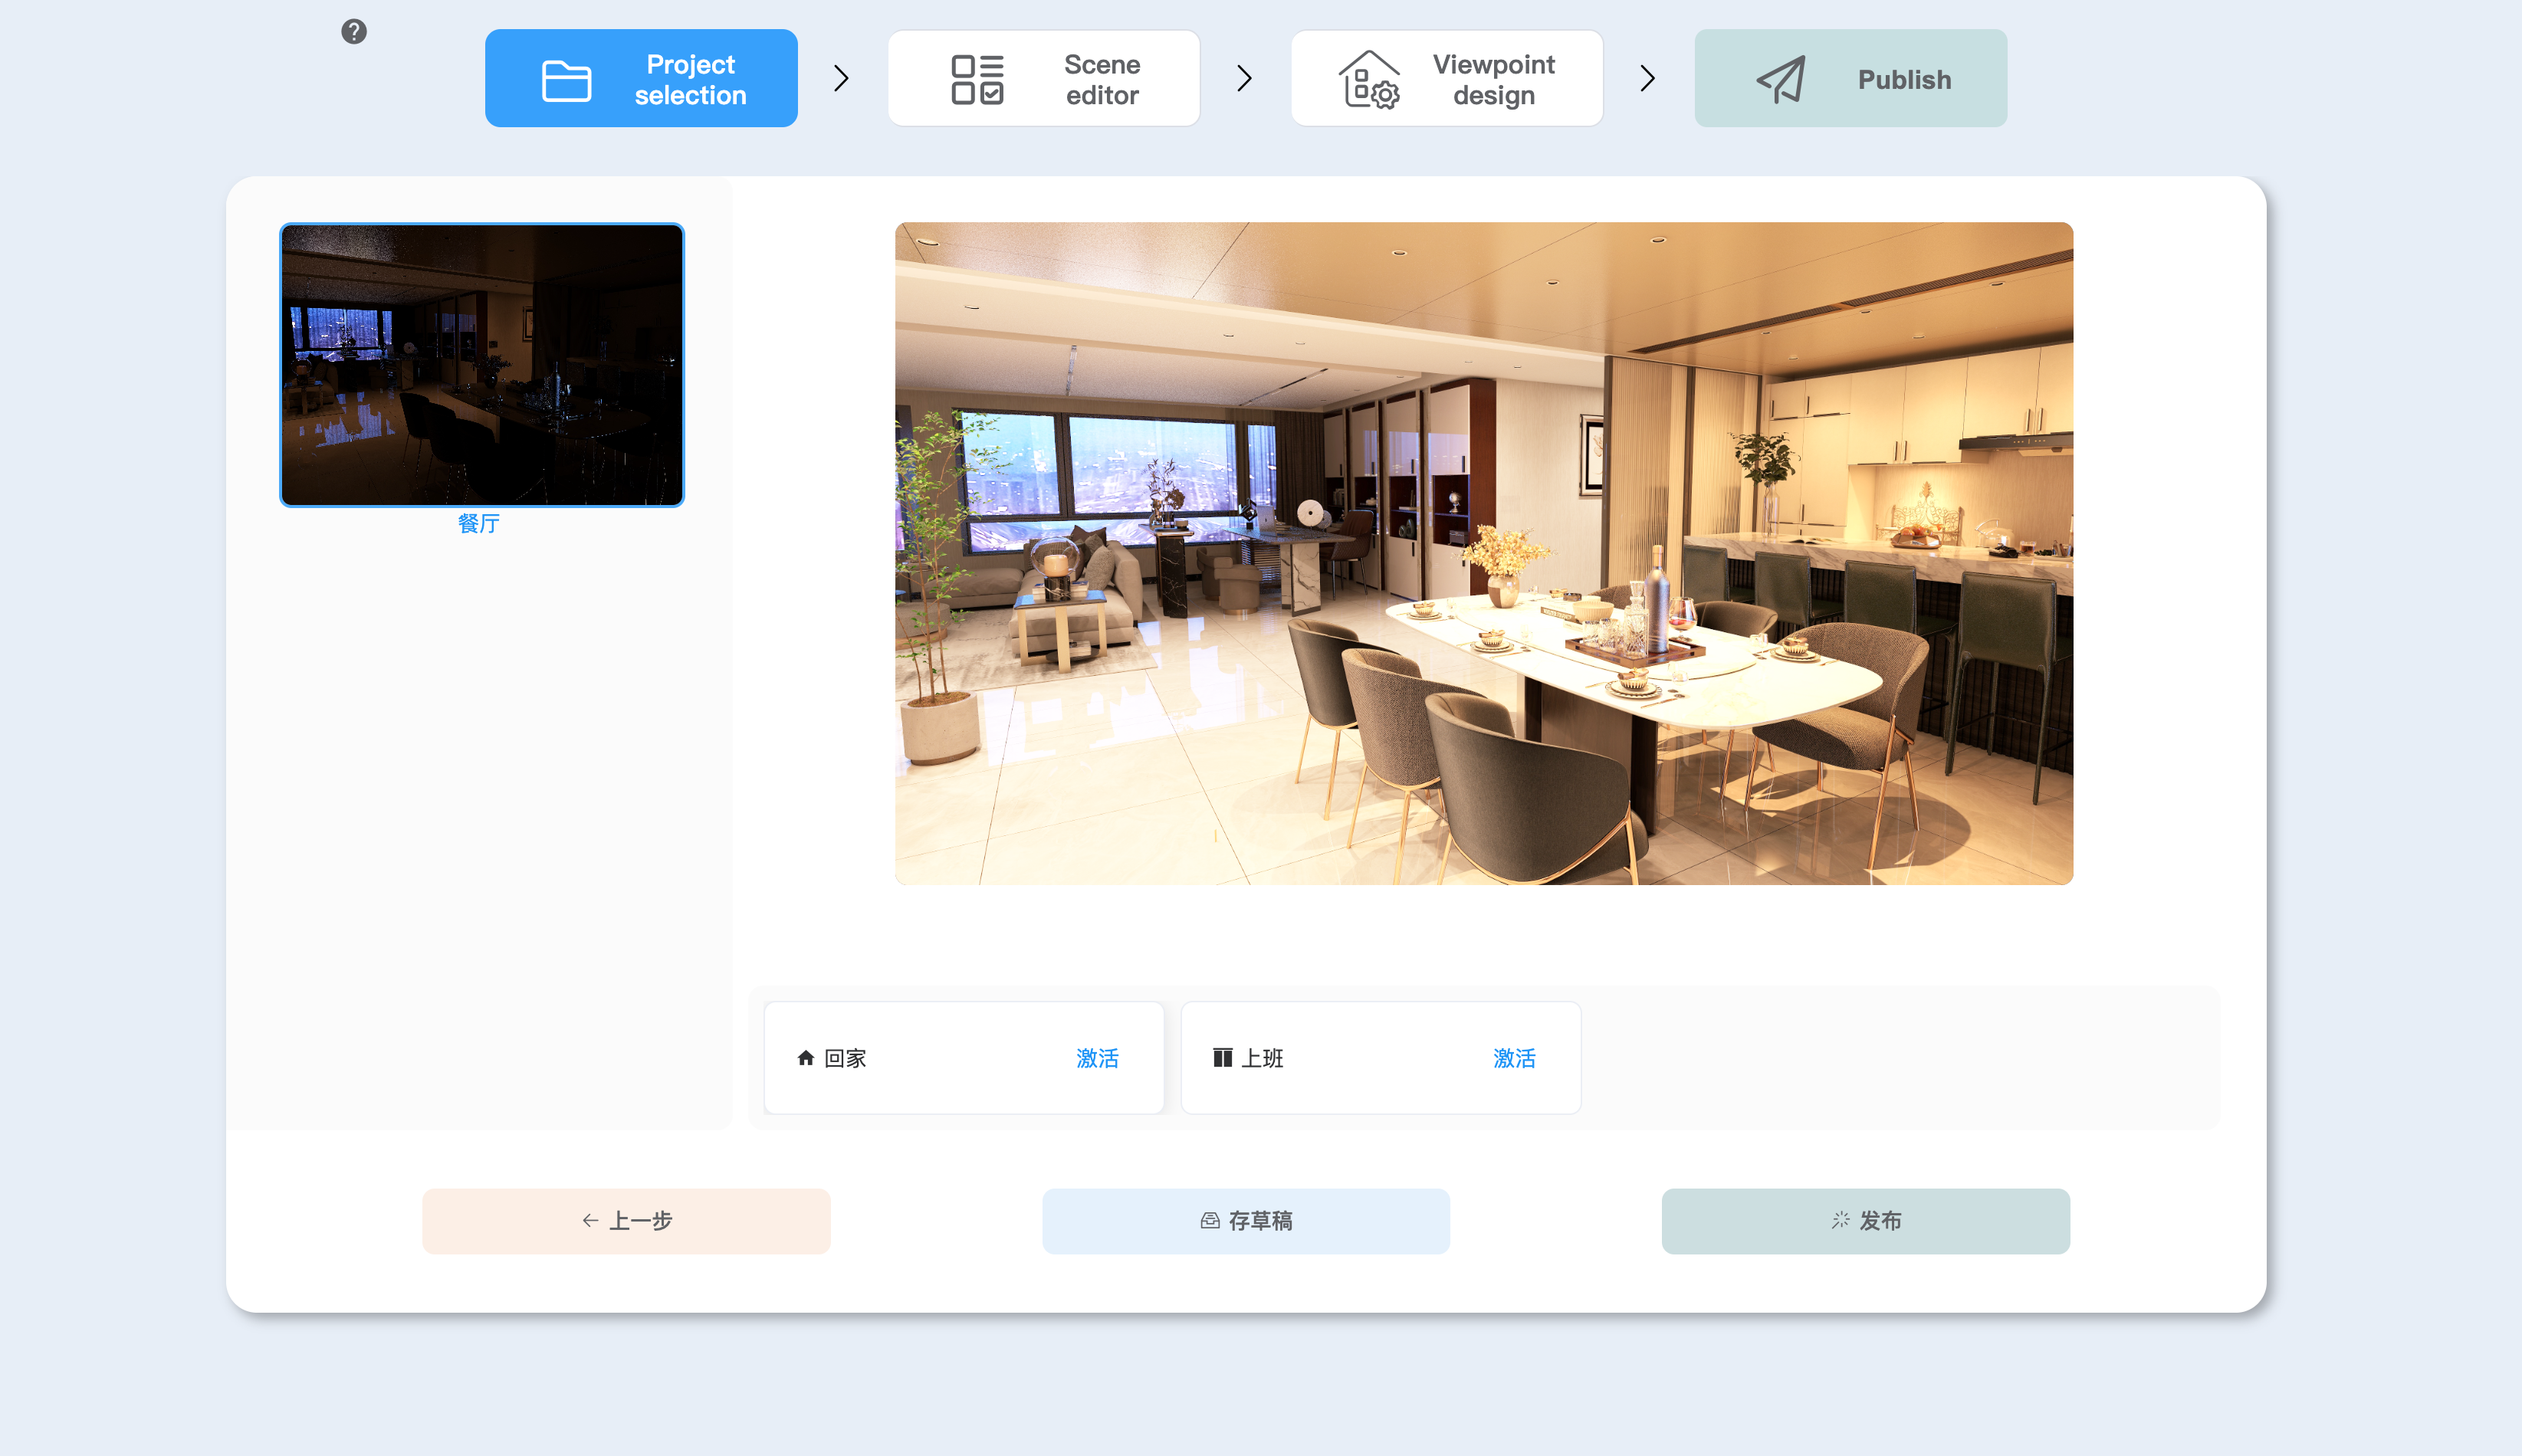 Project
selection
Scene
editor
Viewpoint
design
Publish
餐厅
回家
激活
上班
激活
上一步
存草稿
发布